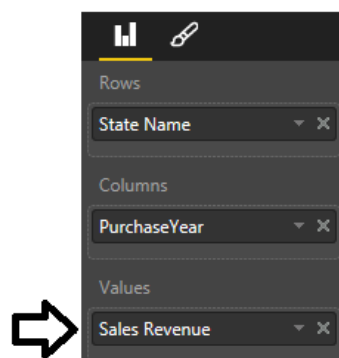 Rows
State Name
Columns
PurchaseYear
Values
Sales Revenue